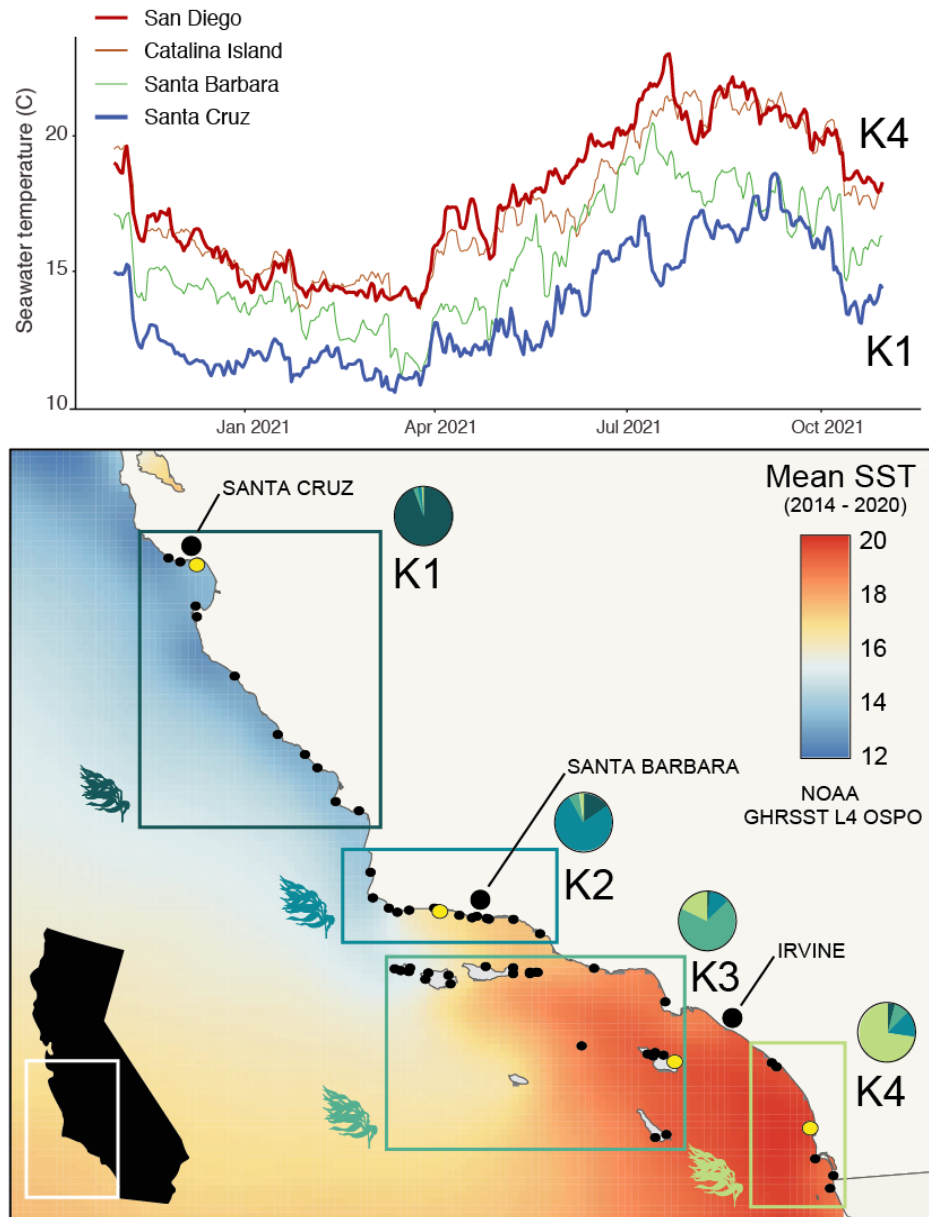 San Diego
Catalina Island
Santa Barbara
Santa Cruz
Seawater temperature (C)
20
15
10
K4
K1
Jan 2021
Apr 2021
Jul 2021
Oct 2021
SANTA CRUZ
K1
Mean SST
(2014 - 2020)
20
18
16
14
12
NOAA
GHRSST L4 OSPO
SANTA BARBARA
K2
K3
IRVINE
K4